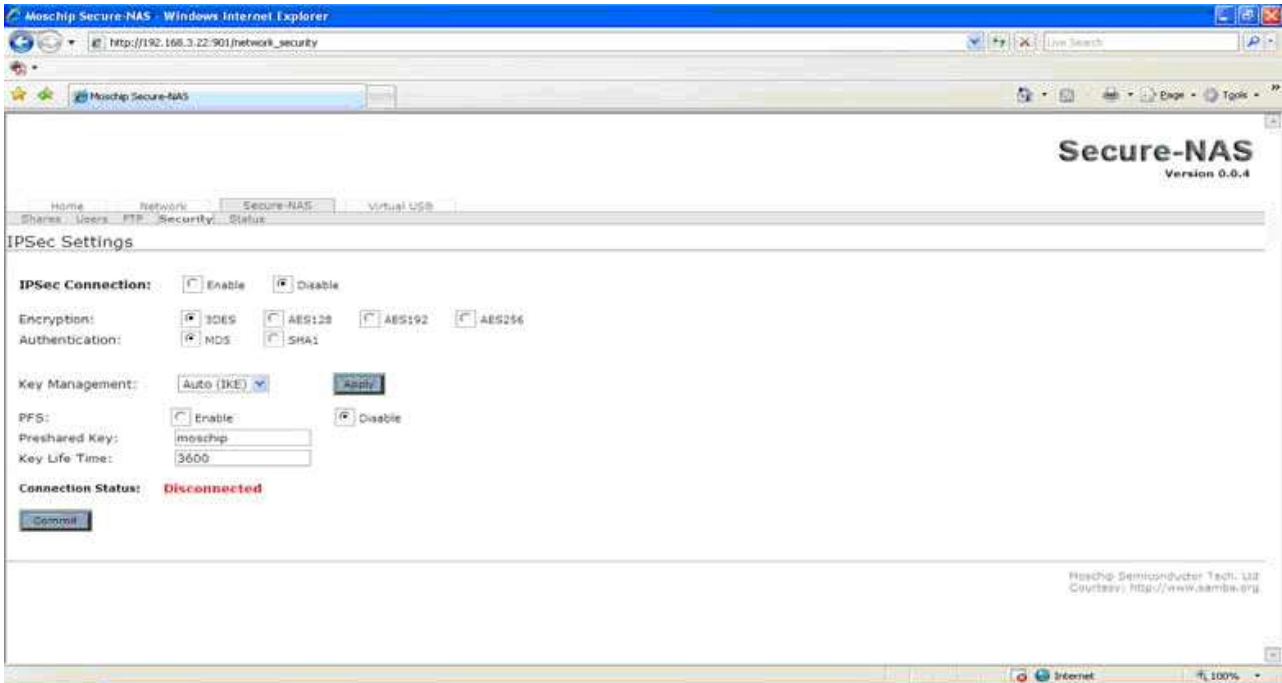 Moschip Secure-NAS - Windows Internet Explorer
http://192.168.3.22:901/network_security
Live Search
Moschip Secure-NAS
Page Tools
Secure-NAS
Version 0.0.4
Home Network Secure-NAS Virtual USB
Shares Users FTP Security Status
IPSec Settings
IPSec Connection: Enable Disable
Encryption: 3DES AES128 AES192 AES256
Authentication: MD5 SHA1
Key Management: Auto (IKE) Apply
PFS: Enable Disable
Preshared Key: moschip
Key Life Time: 3600
Connection Status: Disconnected
Commit
Moschip Semiconductor Tech. Ltd
Courtesy: http://www.samba.org
Internet 100%